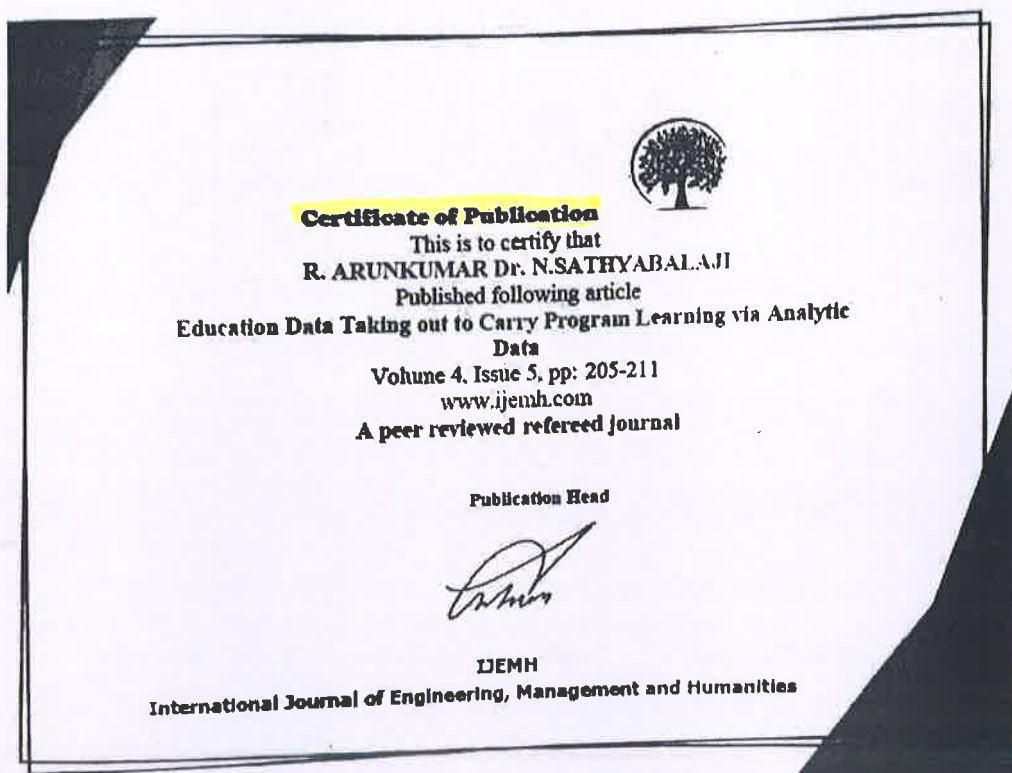 Certificate of Publication
This is to certify that
R. ARUNKUMAR Dr. N.SATHYABALAJI
Published following article
Education Data Taking out to Carry Program Learning via Analytic
Data
Volume 4, Issue 5, pp: 205-211
www.ijemh.com
A peer reviewed refereed journal
Publication Head
IJEMH
International Journal of Engineering, Management and Humanities